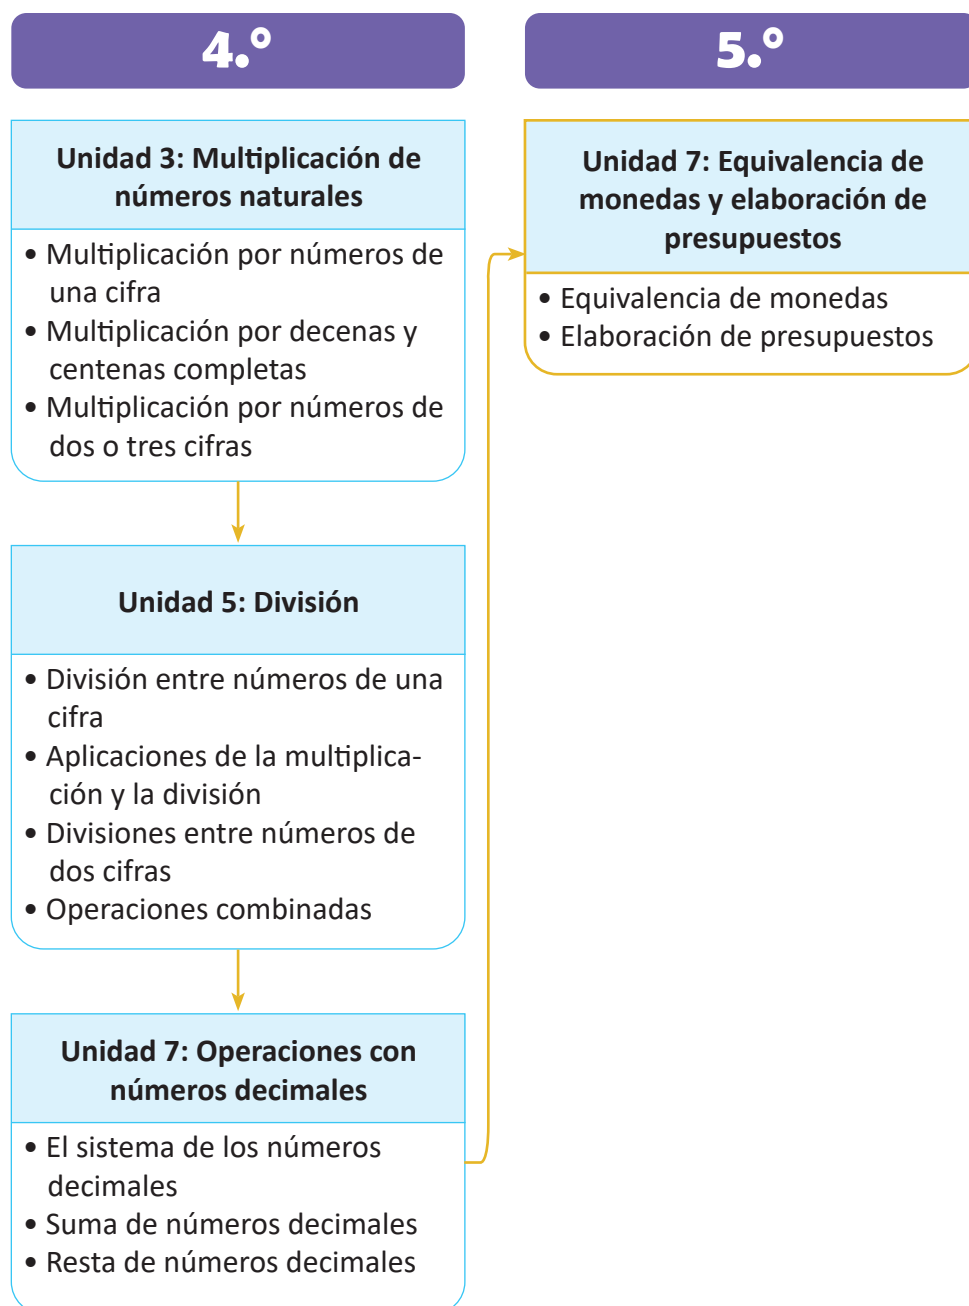 4.º
Unidad 3: Multiplicación de
números naturales
• Multiplicación por números de
una cifra
• Multiplicación por decenas y
centenas completas
• Multiplicación por números de
dos o tres cifras
Unidad 5: División
• División entre números de una
cifra
• Aplicaciones de la multiplica-
ción y la división
• Divisiones entre números de
dos cifras
• Operaciones combinadas
Unidad 7: Operaciones con
números decimales
• El sistema de los números
decimales
• Suma de números decimales
• Resta de números decimales
5.º
Unidad 7: Equivalencia de
monedas y elaboración de
presupuestos
• Equivalencia de monedas
• Elaboración de presupuestos